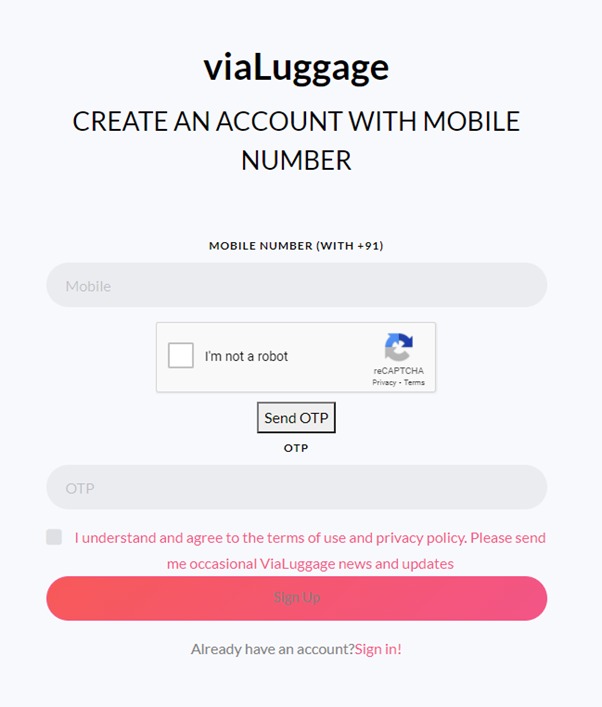 viaLuggage
CREATE AN ACCOUNT WITH MOBILE
NUMBER
MOBILE NUMBER (WITH +91)
Mobile
I'm not a robot
reCAPTCHA
Privacy - Terms
Send OTP
OTP
OTP
I understand and agree to the terms of use and privacy policy. Please send
me occasional ViaLuggage news and updates
Sign Up
Already have an account?Sign in!